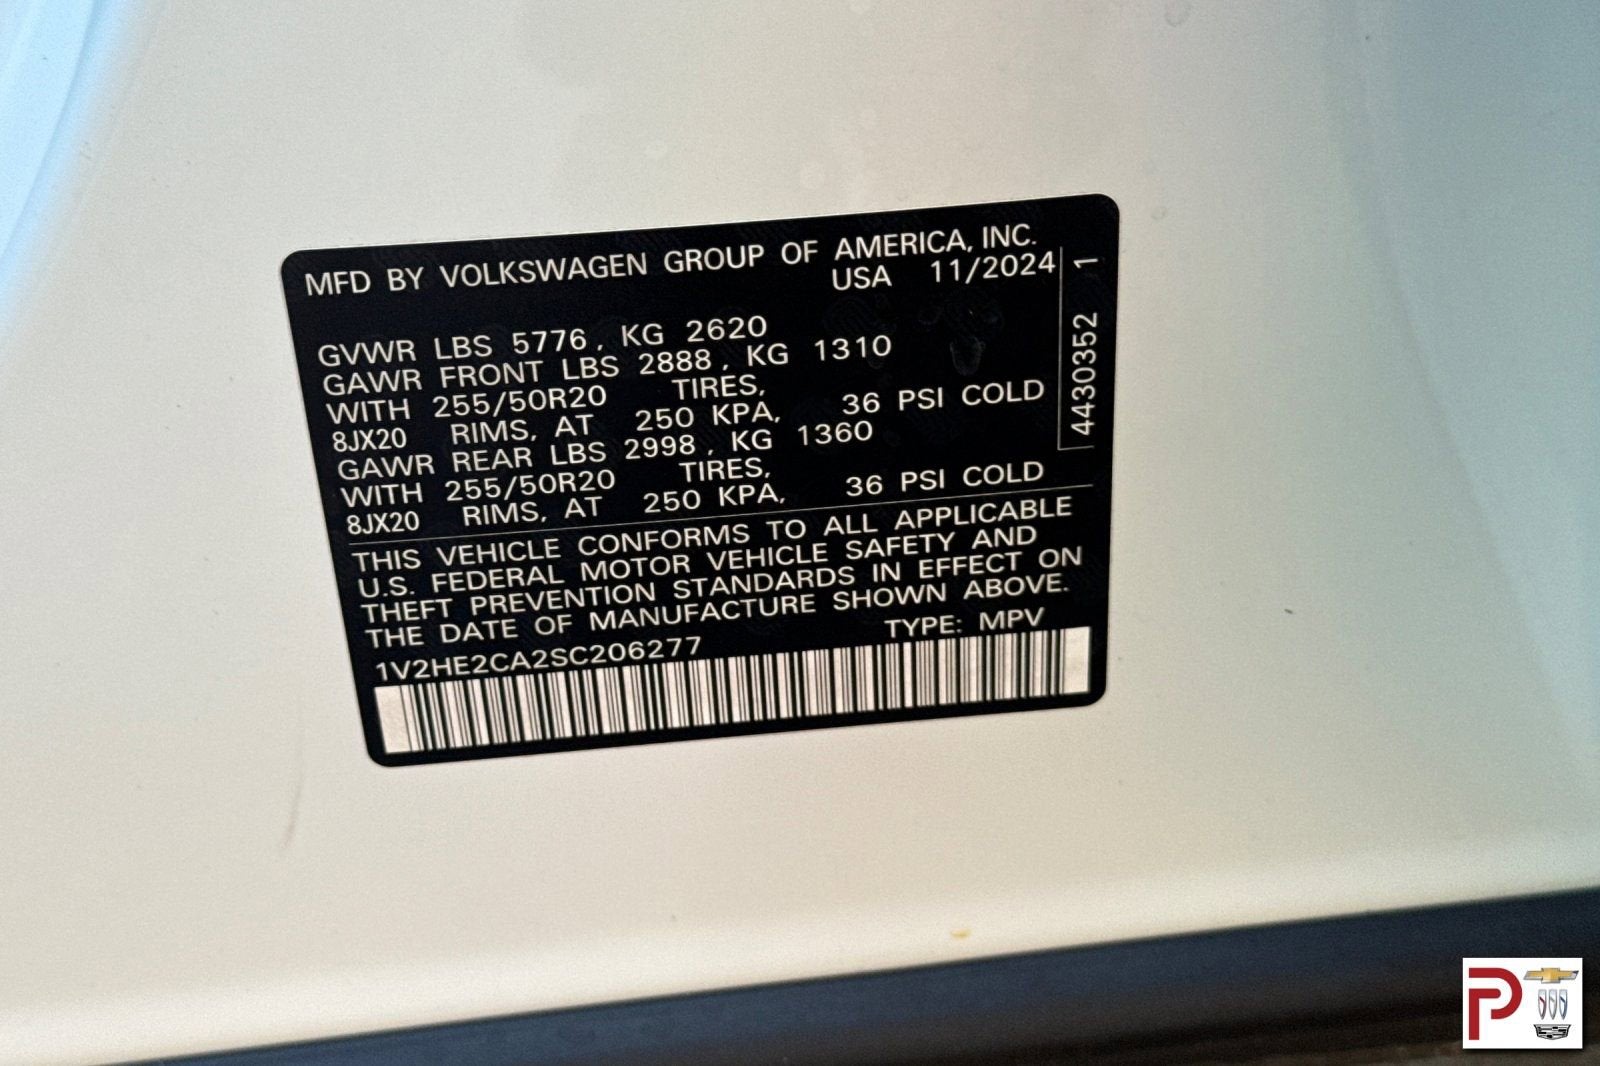 MFD BY VOLKSWAGEN GROUP OF AMERICA, INC.
USA 11/2024
GVWR LBS 5776, KG 2620
GAWR FRONT LBS 2888, KG 1310
WITH 255/50R20 TIRES,
8JX20 RIMS, AT 250 KPA, 36 PSI COLD
GAWR REAR LBS 2998, KG 1360
WITH 255/50R20 TIRES,
8JX20 RIMS, AT 250 KPA, 36 PSI COLD
THIS VEHICLE CONFORMS TO ALL APPLICABLE
U.S. FEDERAL MOTOR VEHICLE SAFETY AND
THEFT PREVENTION STANDARDS IN EFFECT ON
THE DATE OF MANUFACTURE SHOWN ABOVE.
1V2HE2CA2SC206277 TYPE: MPV
4430352 1
P